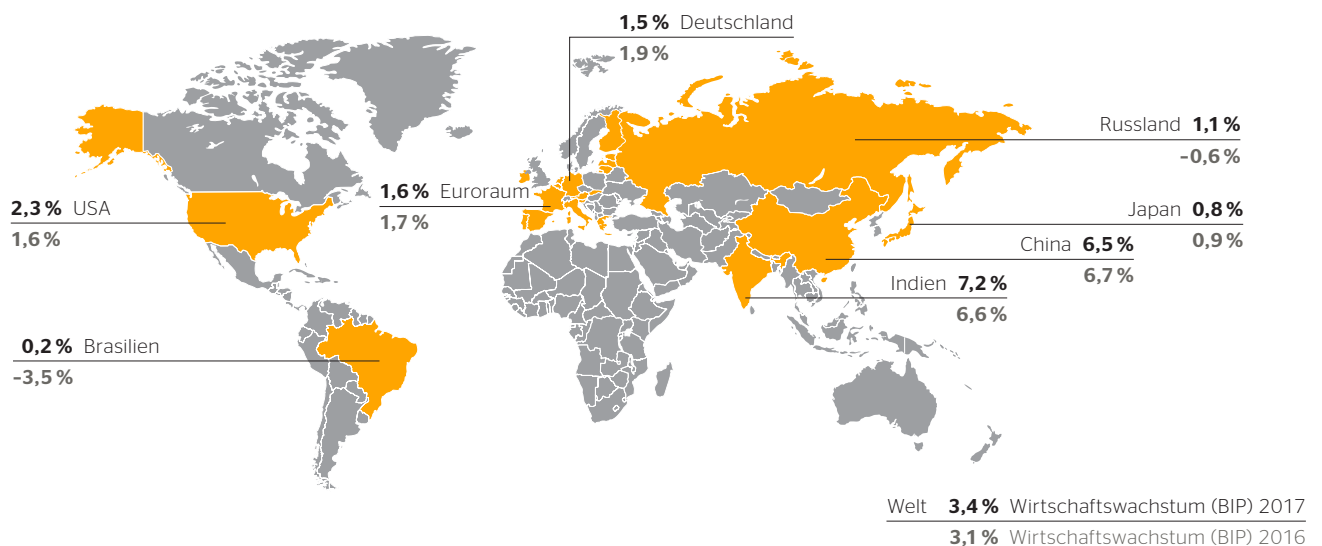 1,5 % Deutschland
1,9 %
Russland 1,1 %
-0,6 %
1,6 % Euroraum
1,7 %
2,3 % USA
1,6 %
Japan 0,8 %
0,9 %
China 6,5 %
6,7 %
Indien 7,2 %
6,6 %
0,2 % Brasilien
-3,5 %
Welt 3,4 % Wirtschaftswachstum (BIP) 2017
3,1 % Wirtschaftswachstum (BIP) 2016